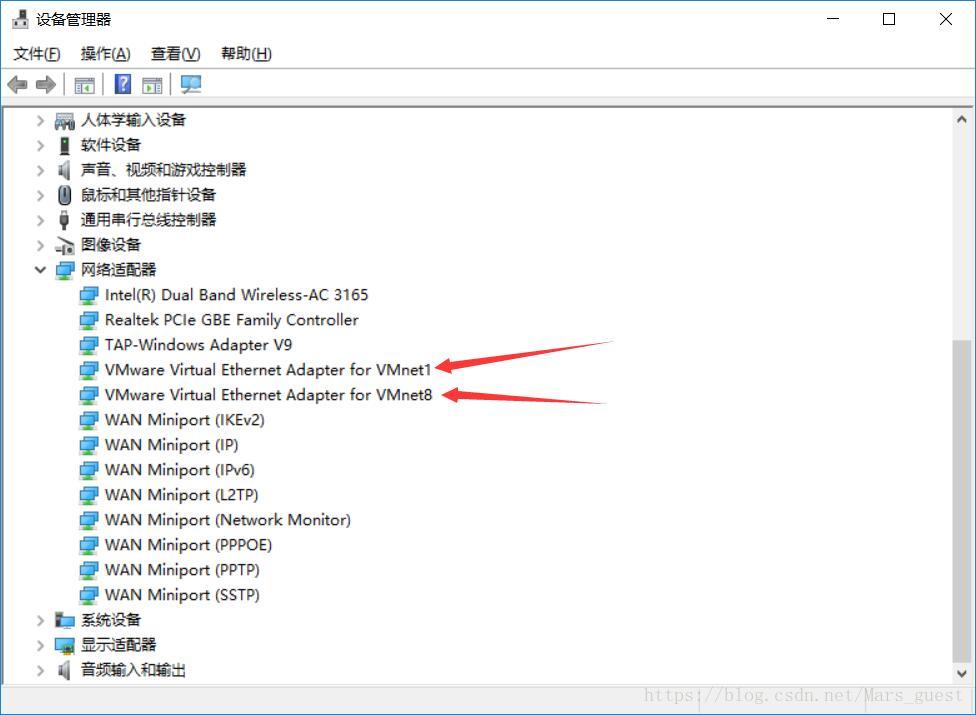 设备管理器
文件(F) 操作(A) 查看(V) 帮助(H)
人体学输入设备
软件设备
声音、视频和游戏控制器
鼠标和其他指针设备
通用串行总线控制器
图像设备
网络适配器
Intel(R) Dual Band Wireless-AC 3165
Realtek PCIe GBE Family Controller
TAP-Windows Adapter V9
VMware Virtual Ethernet Adapter for VMnet1
VMware Virtual Ethernet Adapter for VMnet8
WAN Miniport (IKEv2)
WAN Miniport (IP)
WAN Miniport (IPv6)
WAN Miniport (L2TP)
WAN Miniport (Network Monitor)
WAN Miniport (PPPOE)
WAN Miniport (PPTP)
WAN Miniport (SSTP)
系统设备
显示适配器
音频输入和输出
https://blog.csdn.net/Mars_guest